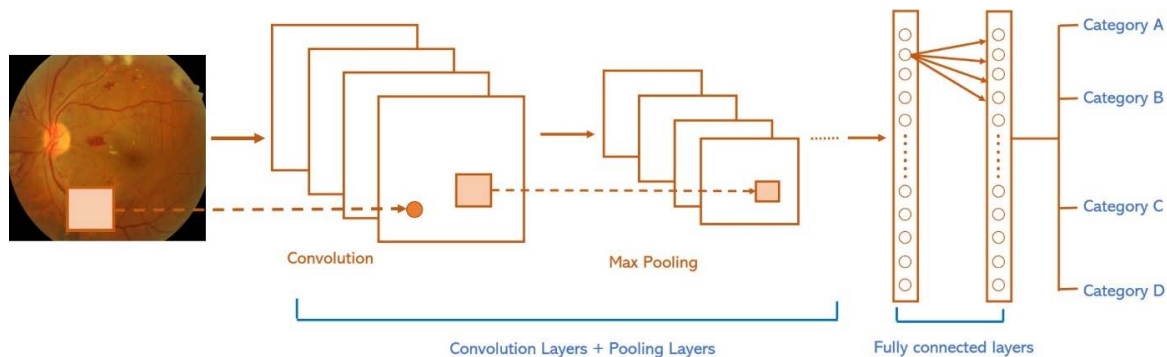 Category A
Category B
Category C
Category D
Convolution
Max Pooling
Convolution Layers + Pooling Layers
Fully connected layers